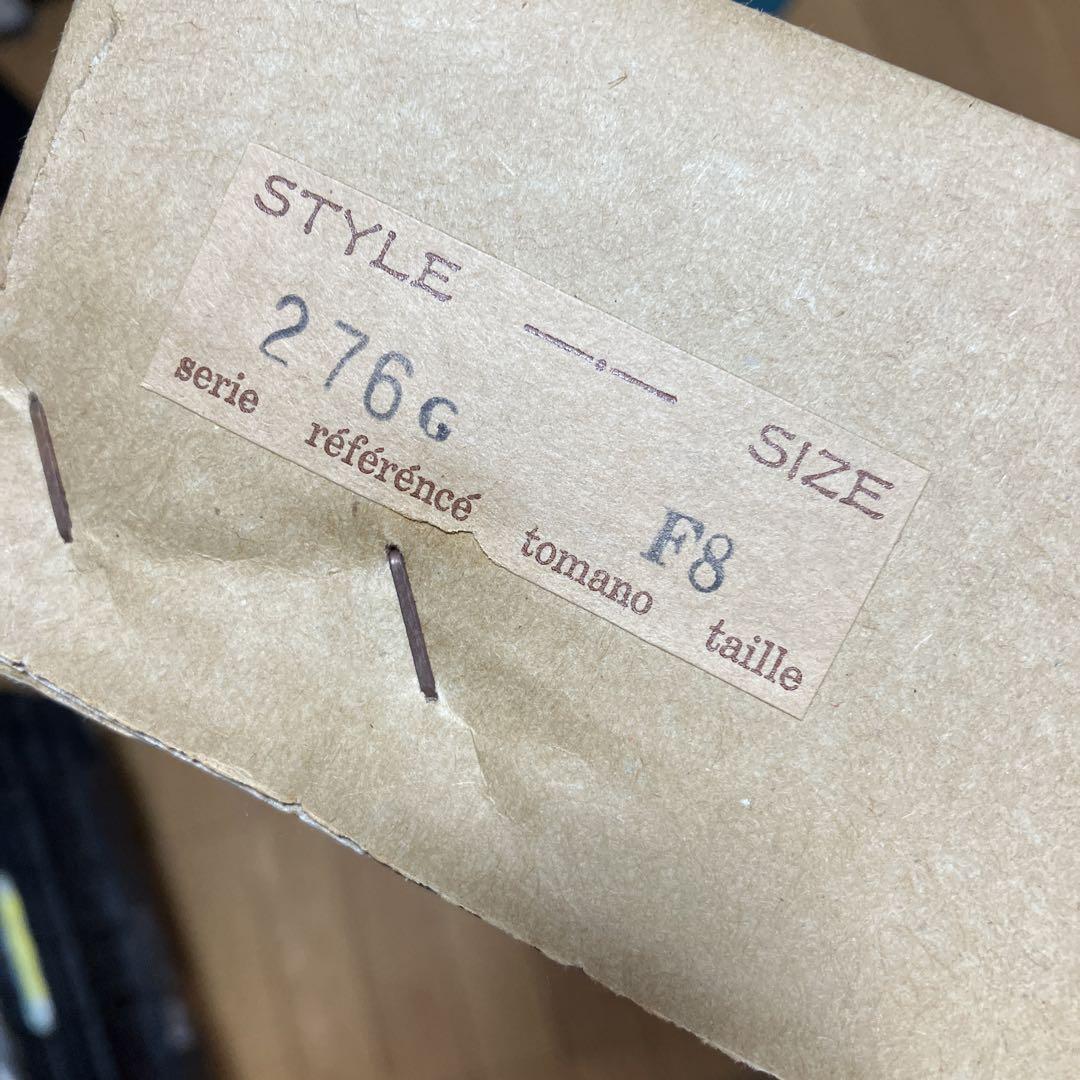 STYLE —∘— SIZE
276G F8
serie référéncé tomano taille